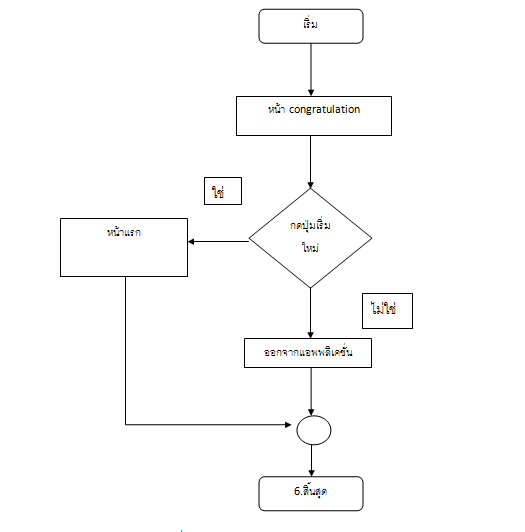 เริ่ม
หน้า congratulation
ใช่
กดปุ่มเริ่ม
ใหม่
หน้าแรก
ไม่ใช่
ออกจากแอพพลิเคชั่น
6.สิ้นสุด